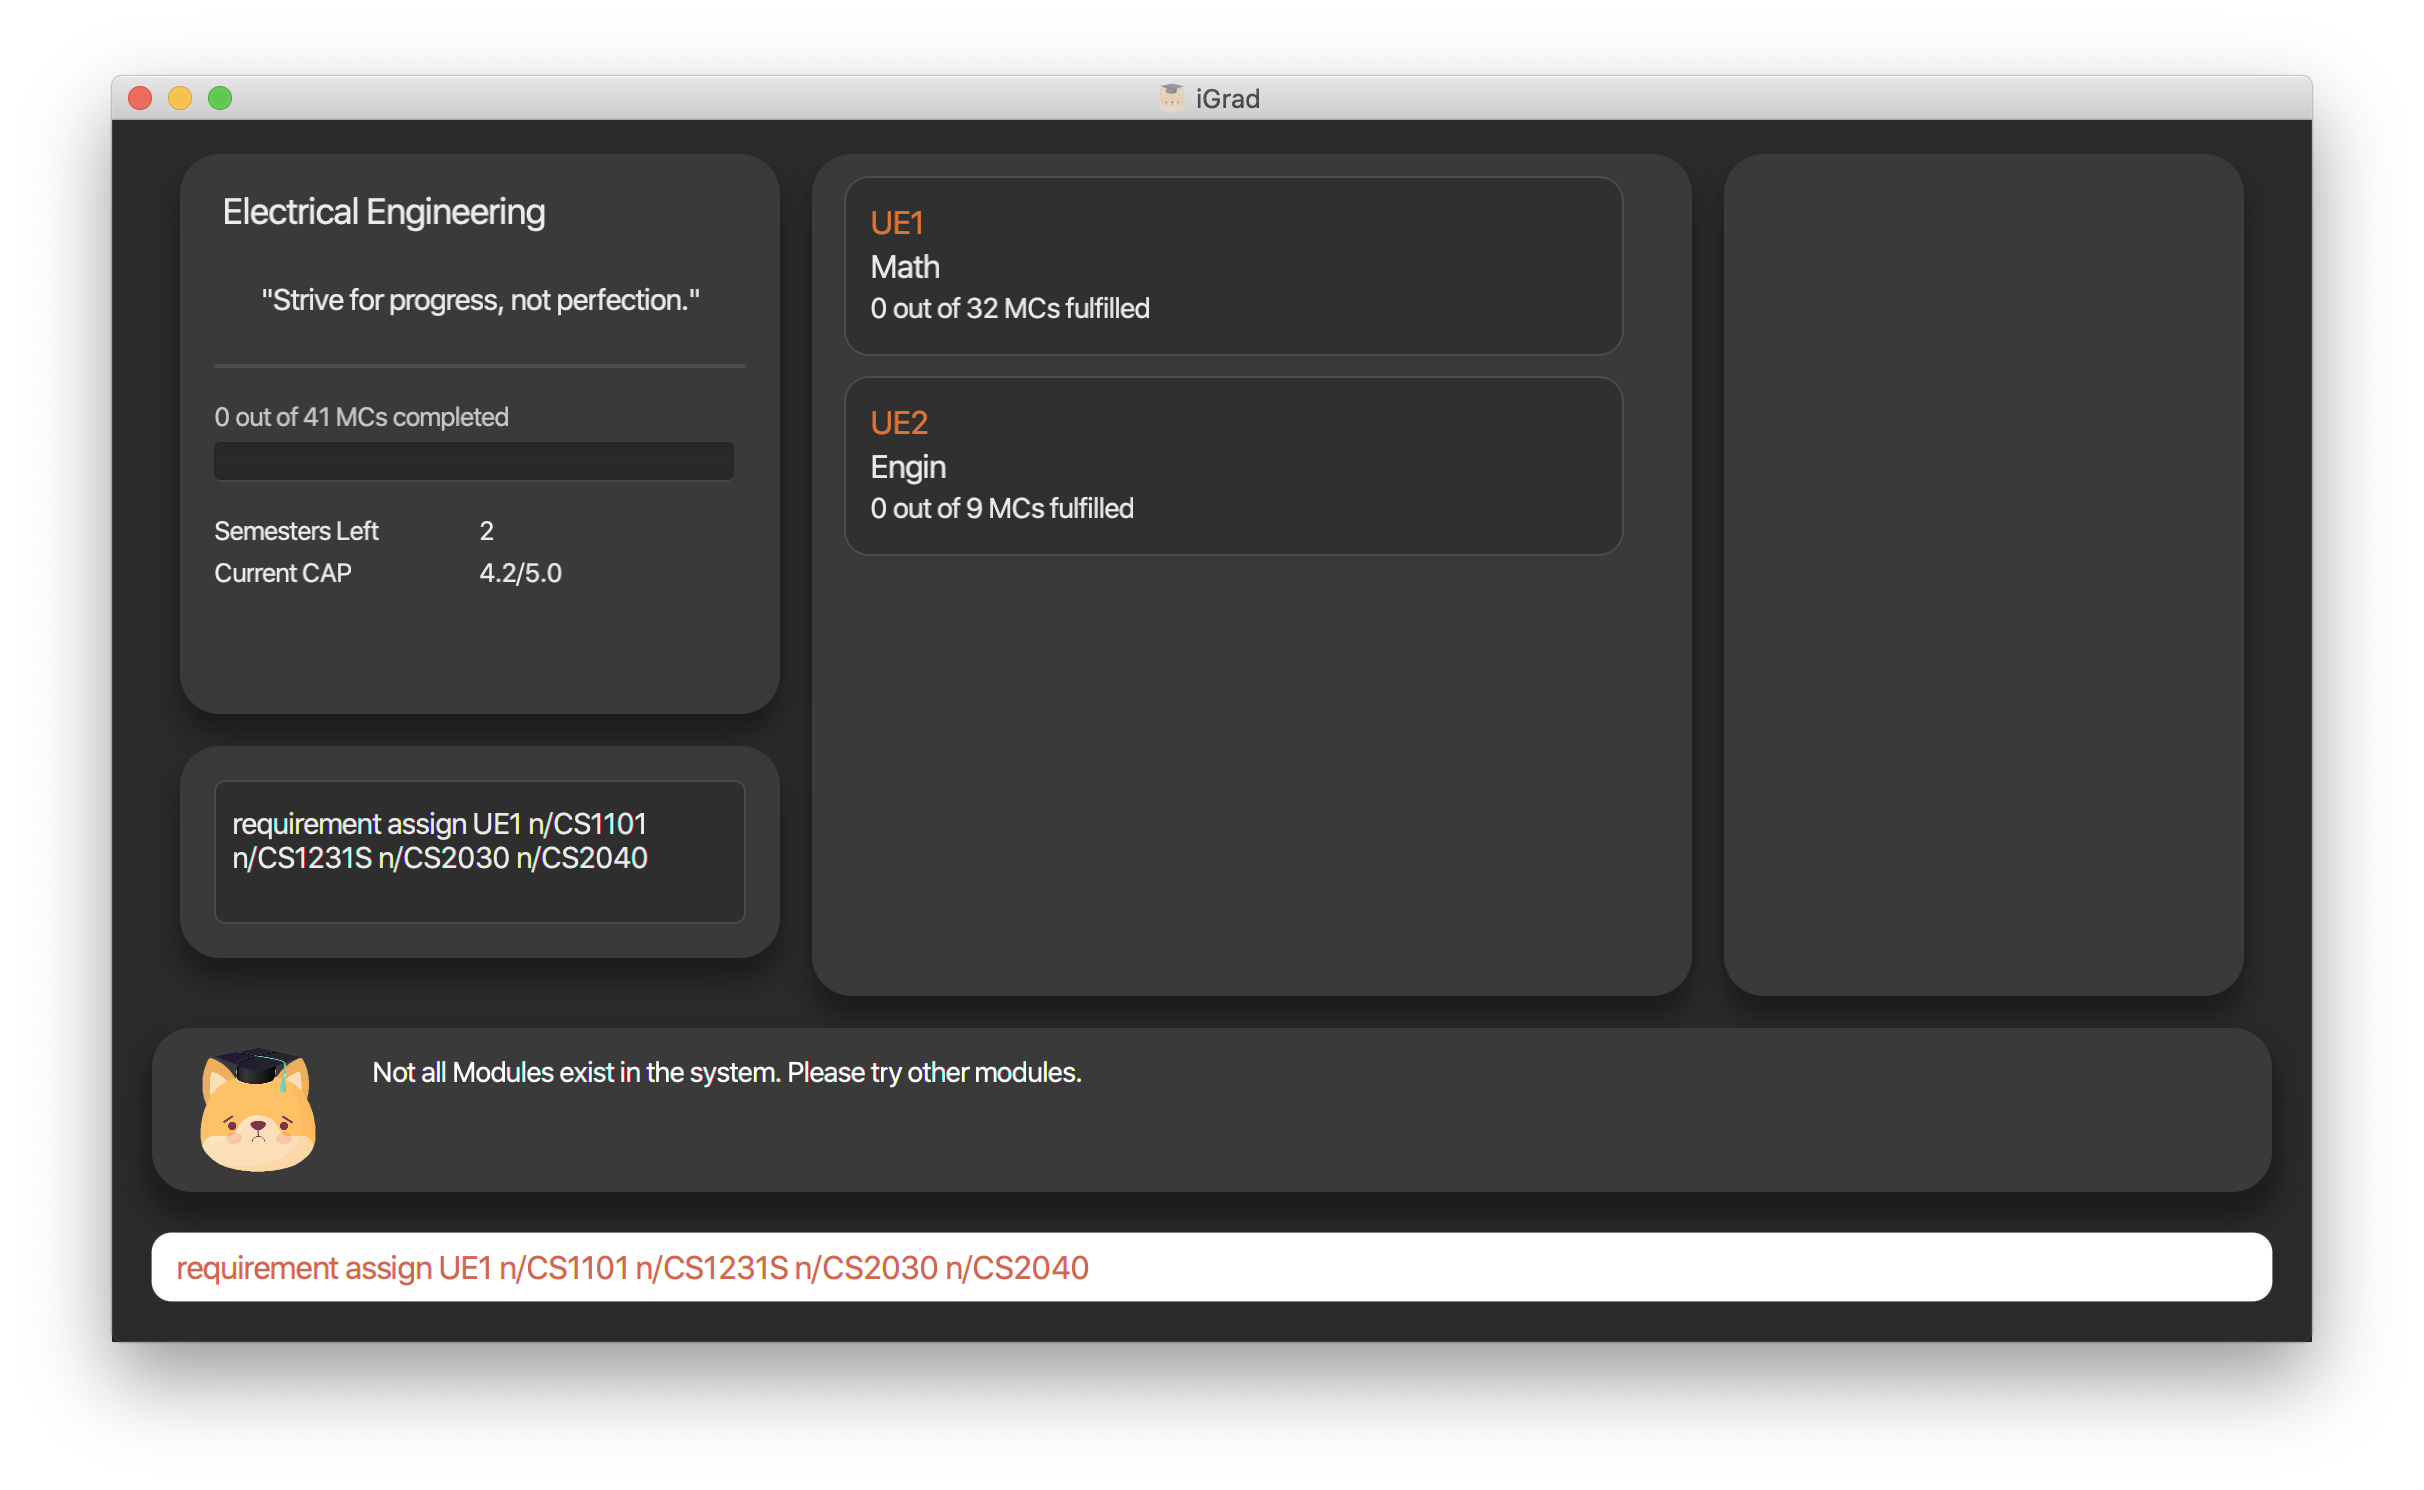 iGrad
Electrical Engineering
"Strive for progress, not perfection."
0 out of 41 MCs completed
Semesters Left 2
Current CAP 4.2/5.0
requirement assign UE1 n/CS1101
n/CS1231S n/CS2030 n/CS2040
UE1
Math
0 out of 32 MCs fulfilled
UE2
Engin
0 out of 9 MCs fulfilled
Not all Modules exist in the system. Please try other modules.
requirement assign UE1 n/CS1101 n/CS1231S n/CS2030 n/CS2040